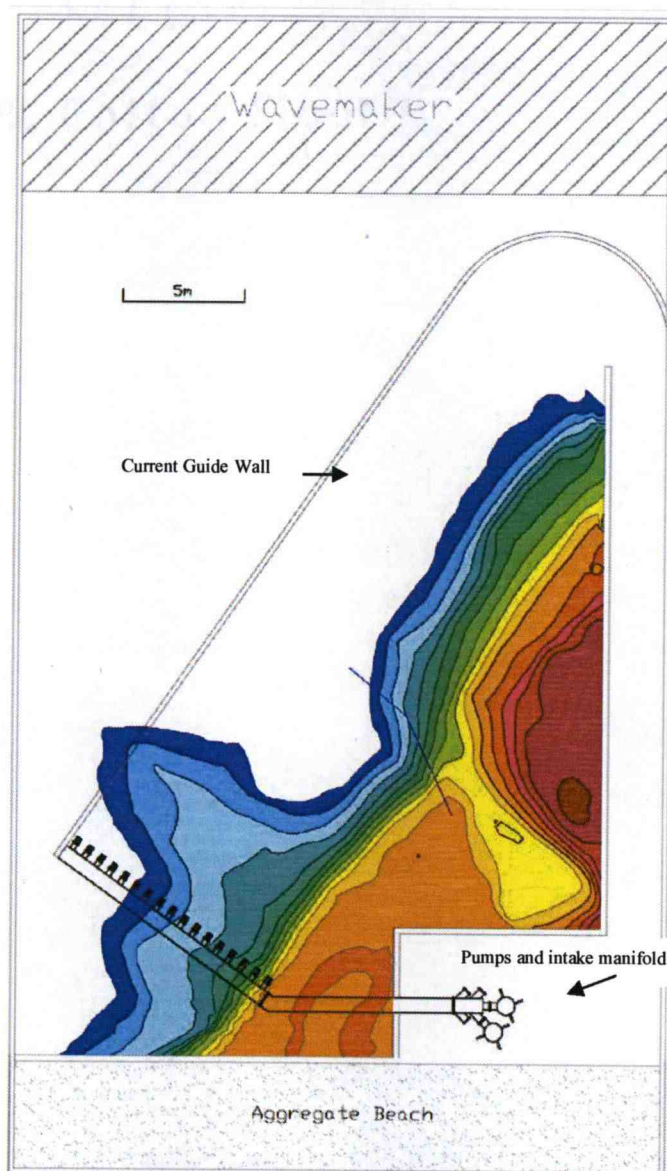 Wavemaker
5m
Current Guide Wall
Pumps and intake manifold
Aggregate Beach